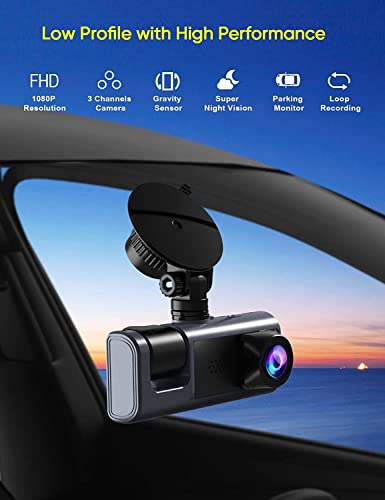 Low Profile with High Performance
FHD
1080P
Resolution
3 Channels
Camera
Gravity
Sensor
Super
Night Vision
Parking
Monitor
Loop
Recording